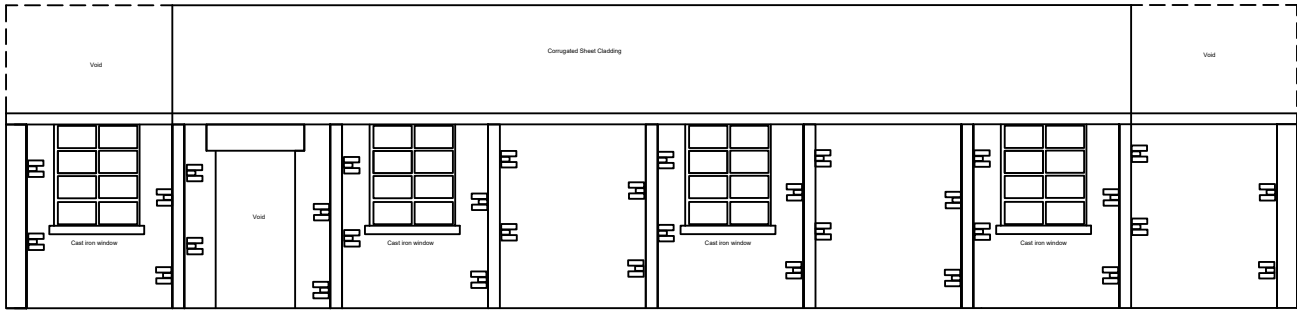 Corrugated Sheet Cladding
Void
Void
Void
Cast iron window
Cast iron window
Cast iron window
Cast iron window